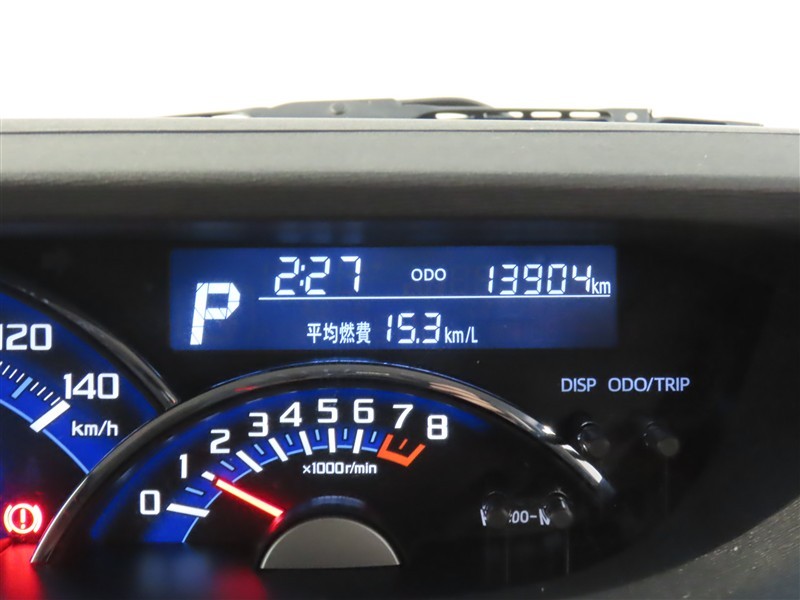 2:27 ODO 13904km
P
平均燃費 15.3km/L
120
140
km/h
DISP ODO/TRIP
0 1 2 3 4 5 6 7 8
×1000r/min